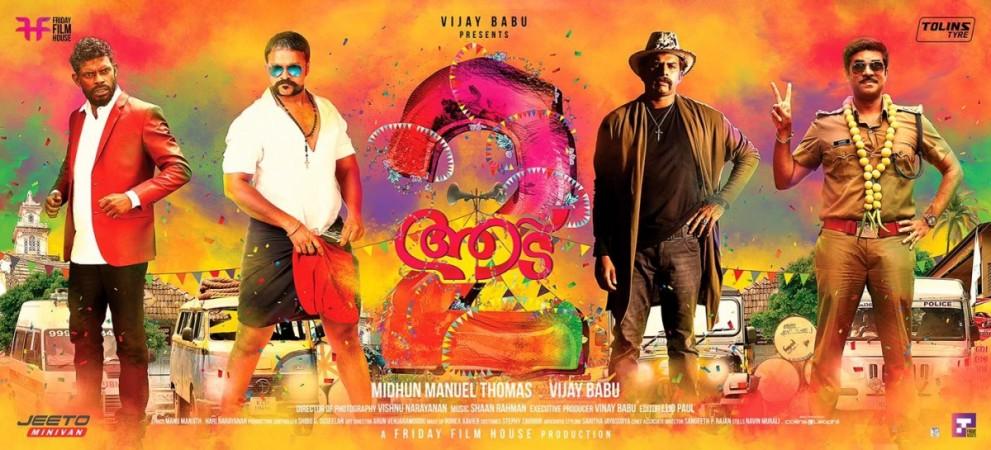 FRIDAY
FILM
HOUSE
VIJAY BABU
PRESENTS
TOLINS
TYRE
2
ആട്
POLICE
MIDHUN MANUEL THOMAS VIJAY BABU
DIRECTOR OF PHOTOGRAPHY VISHNU NARAYANAN MUSIC SHAAN RAHMAN EXECUTIVE PRODUCER VINAY BABU EDITOR LIJO PAUL
A FRIDAY FILM HOUSE PRODUCTION
JEETO
MINIVAN